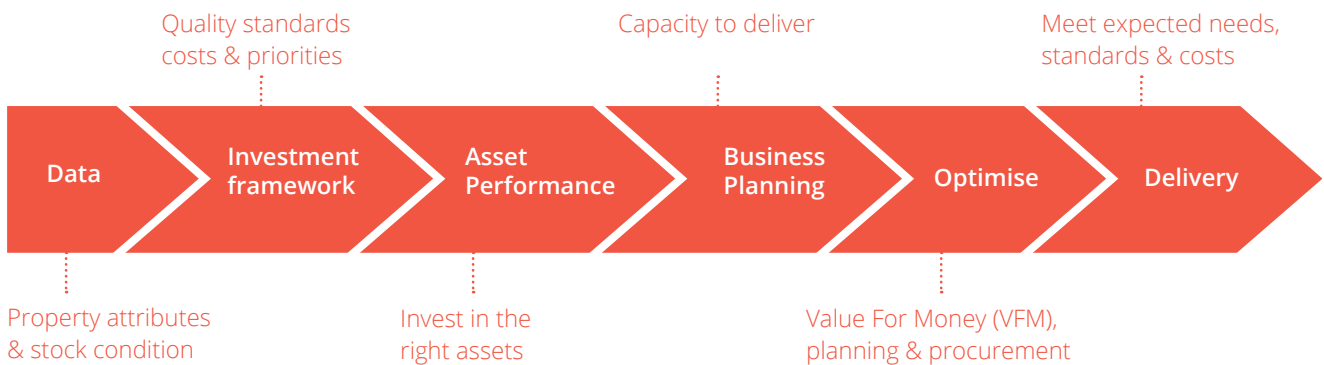 Quality standards
costs & priorities
Capacity to deliver
Meet expected needs,
standards & costs
Data
Investment
framework
Asset
Performance
Business
Planning
Optimise
Delivery
Property attributes
& stock condition
Invest in the
right assets
Value For Money (VFM),
planning & procurement